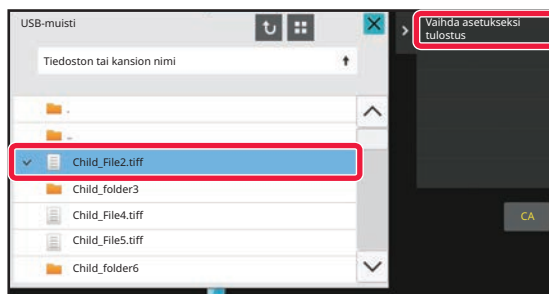 USB-muisti
Vaihda asetukseksi
tulostus
Tiedoston tai kansion nimi
.
..
Child_File2.tiff
Child_folder3
Child_File4.tiff
CA
Child_File5.tiff
Child_folder6